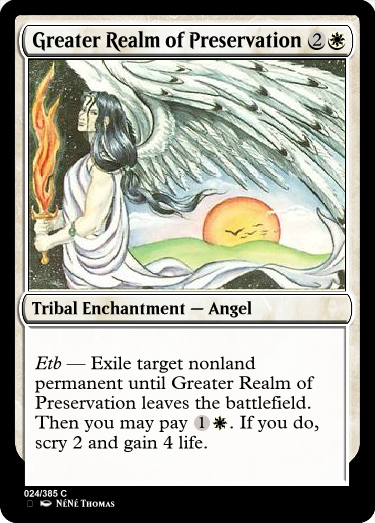 Greater Realm of Preservation 2
Tribal Enchantment — Angel
Etb — Exile target nonland
permanent until Greater Realm of
Preservation leaves the battlefield.
Then you may pay 1. If you do,
scry 2 and gain 4 life.
024/385 C
NéNé Thomas